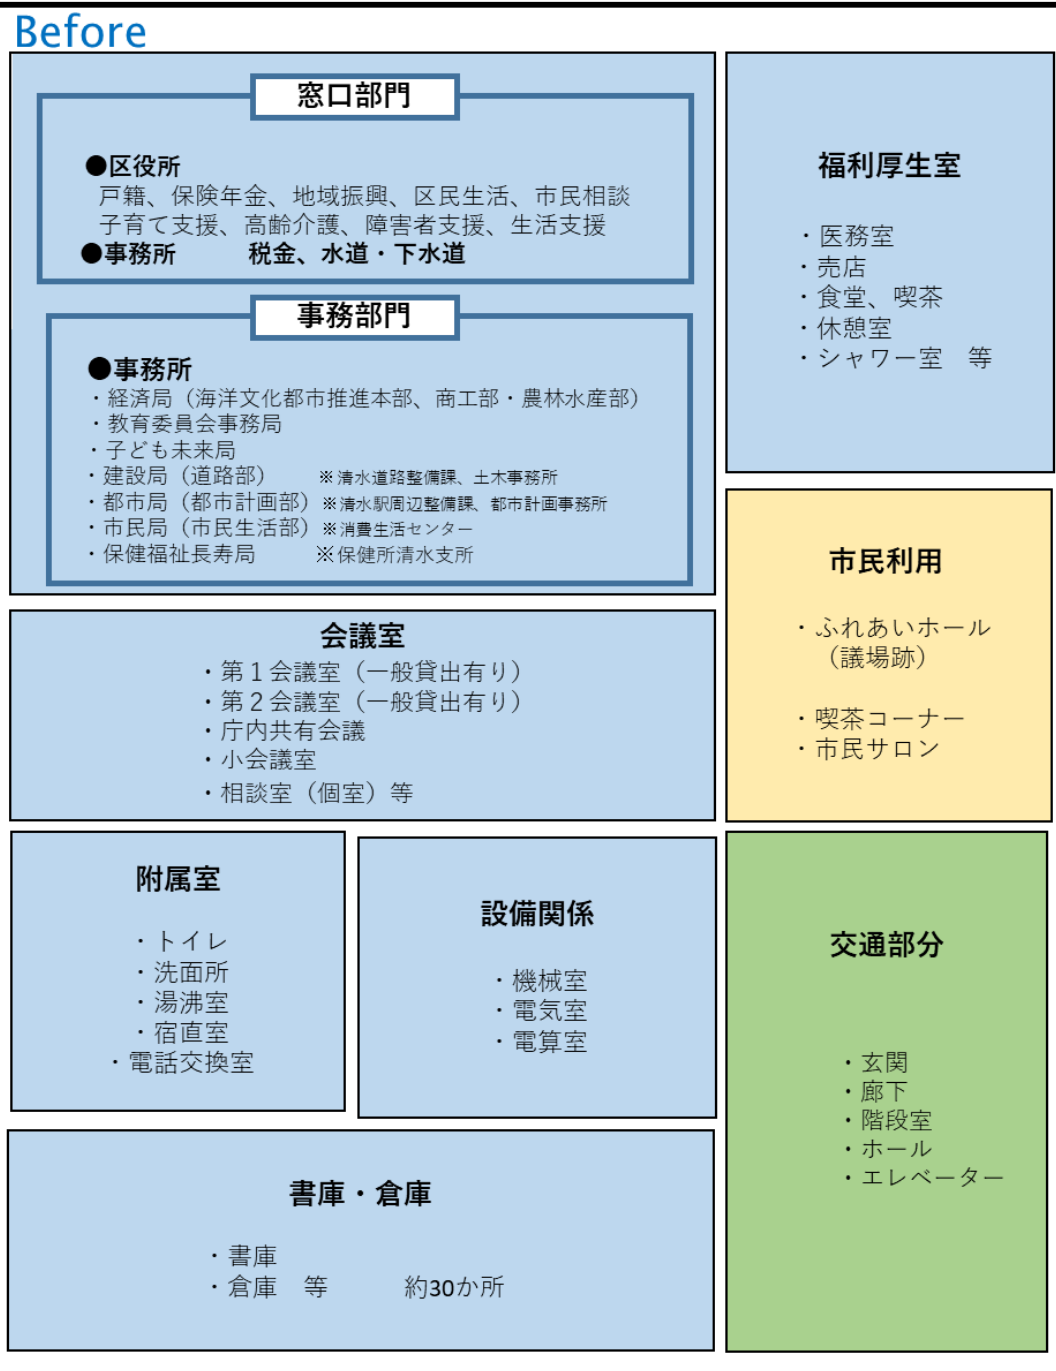 Before
窓口部門
●区役所
戸籍、保険年金、地域振興、区民生活、市民相談
子育て支援、高齢介護、障害者支援、生活支援
●事務所　　　税金、水道・下水道
事務部門
●事務所
・経済局（海洋文化都市推進本部、商工部・農林水産部）
・教育委員会事務局
・子ども未来局
・建設局（道路部）　　※清水道路整備課、土木事務所
・都市局（都市計画部）※清水駅周辺整備課、都市計画事務所
・市民局（市民生活部）※消費生活センター
・保健福祉長寿局　　　※保健所清水支所
福利厚生室
・医務室
・売店
・食堂、喫茶
・休憩室
・シャワー室　等
市民利用
・ふれあいホール
（議場跡）
・喫茶コーナー
・市民サロン
会議室
・第１会議室（一般貸出有り）
・第２会議室（一般貸出有り）
・庁内共有会議
・小会議室
・相談室（個室）等
附属室
・トイレ
・洗面所
・湯沸室
・宿直室
・電話交換室
設備関係
・機械室
・電気室
・電算室
交通部分
・玄関
・廊下
・階段室
・ホール
・エレベーター
書庫・倉庫
・書庫
・倉庫　等　　　約30か所